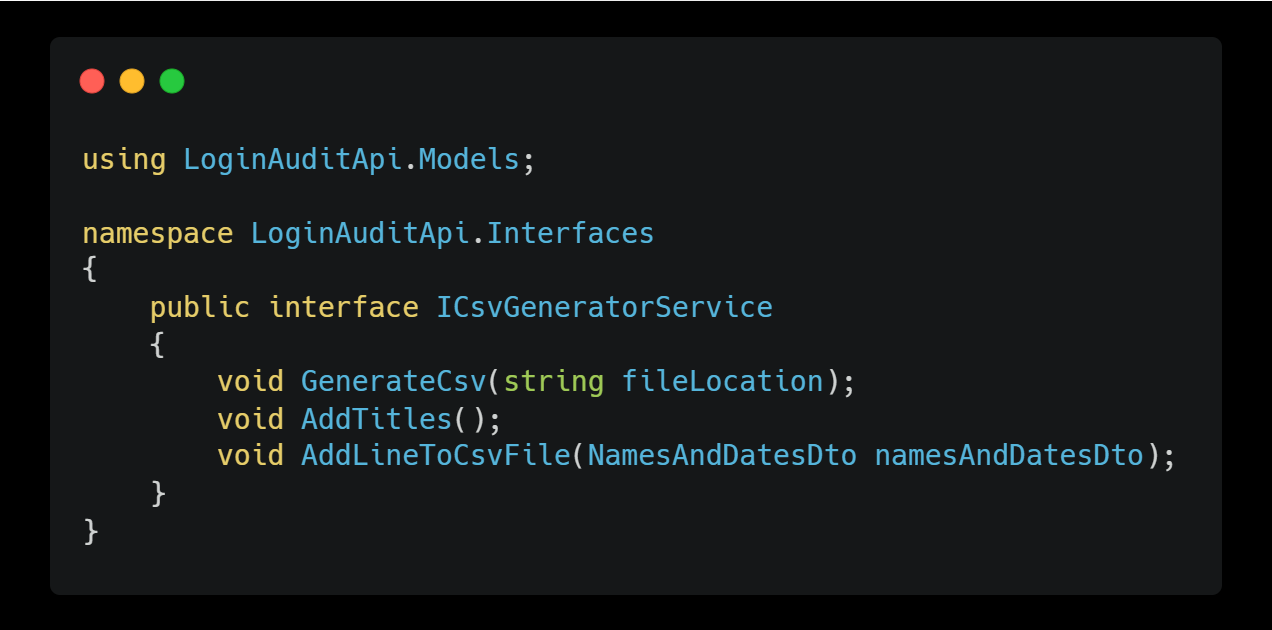 using LoginAuditApi.Models;

namespace LoginAuditApi.Interfaces
{
    public interface ICsvGeneratorService
    {
        void GenerateCsv(string fileLocation);
        void AddTitles();
        void AddLineToCsvFile(NamesAndDatesDto namesAndDatesDto);
    }
}